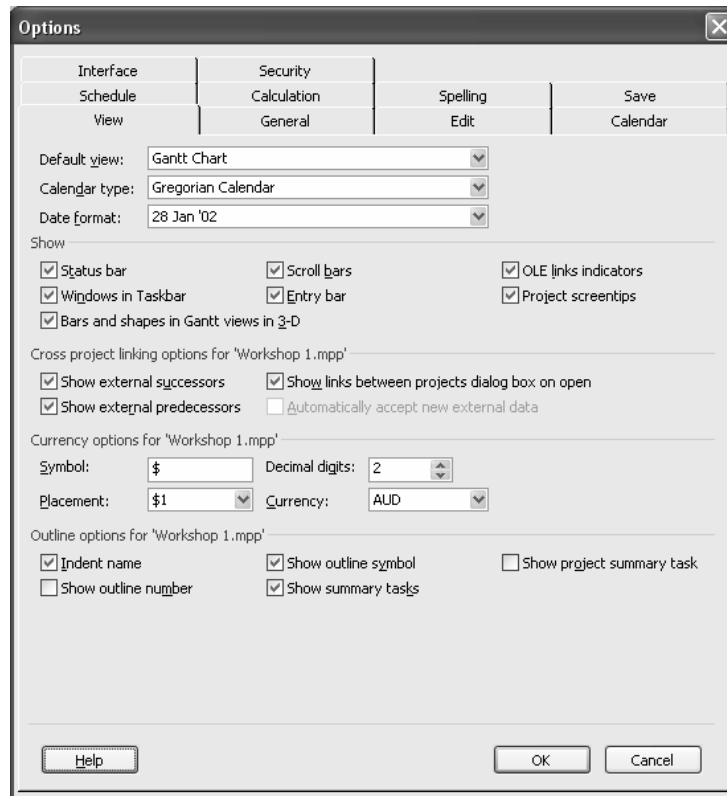 Options
Interface Security
Schedule Calculation Spelling Save
View General Edit Calendar
Default view: Gantt Chart
Calendar type: Gregorian Calendar
Date format: 28 Jan '02
Show
Status bar Scroll bars OLE links indicators
Windows in Taskbar Entry bar Project screentips
Bars and shapes in Gantt views in 3-D
Cross project linking options for 'Workshop 1.mpp'
Show external successors Show links between projects dialog box on open
Show external predecessors Automatically accept new external data
Currency options for 'Workshop 1.mpp'
Symbol: $ Decimal digits: 2
Placement: $1 Currency: AUD
Outline options for 'Workshop 1.mpp'
Indent name Show outline symbol Show project summary task
Show outline number Show summary tasks
Help OK Cancel